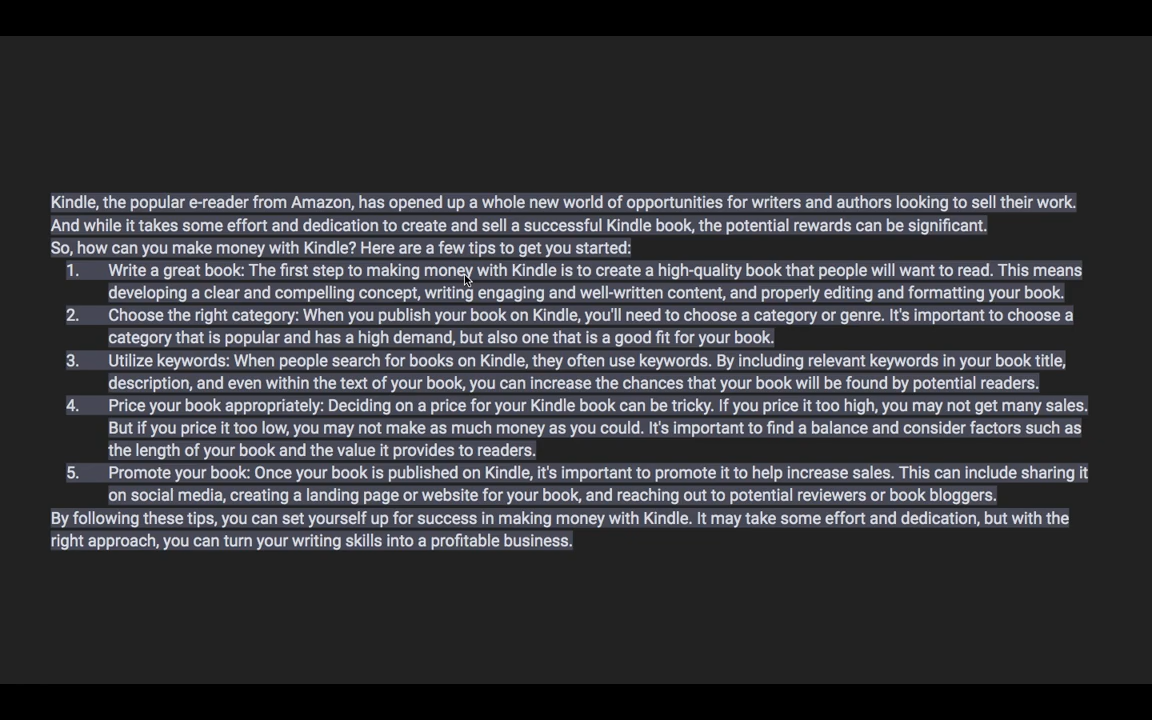 Kindle, the popular e-reader from Amazon, has opened up a whole new world of opportunities for writers and authors looking to sell their work.
And while it takes some effort and dedication to create and sell a successful Kindle book, the potential rewards can be significant.
So, how can you make money with Kindle? Here are a few tips to get you started:
1. Write a great book: The first step to making money with Kindle is to create a high-quality book that people will want to read. This means
developing a clear and compelling concept, writing engaging and well-written content, and properly editing and formatting your book.
2. Choose the right category: When you publish your book on Kindle, you'll need to choose a category or genre. It's important to choose a
category that is popular and has a high demand, but also one that is a good fit for your book.
3. Utilize keywords: When people search for books on Kindle, they often use keywords. By including relevant keywords in your book title,
description, and even within the text of your book, you can increase the chances that your book will be found by potential readers.
4. Price your book appropriately: Deciding on a price for your Kindle book can be tricky. If you price it too high, you may not get many sales.
But if you price it too low, you may not make as much money as you could. It's important to find a balance and consider factors such as
the length of your book and the value it provides to readers.
5. Promote your book: Once your book is published on Kindle, it's important to promote it to help increase sales. This can include sharing it
on social media, creating a landing page or website for your book, and reaching out to potential reviewers or book bloggers.
By following these tips, you can set yourself up for success in making money with Kindle. It may take some effort and dedication, but with the
right approach, you can turn your writing skills into a profitable business.